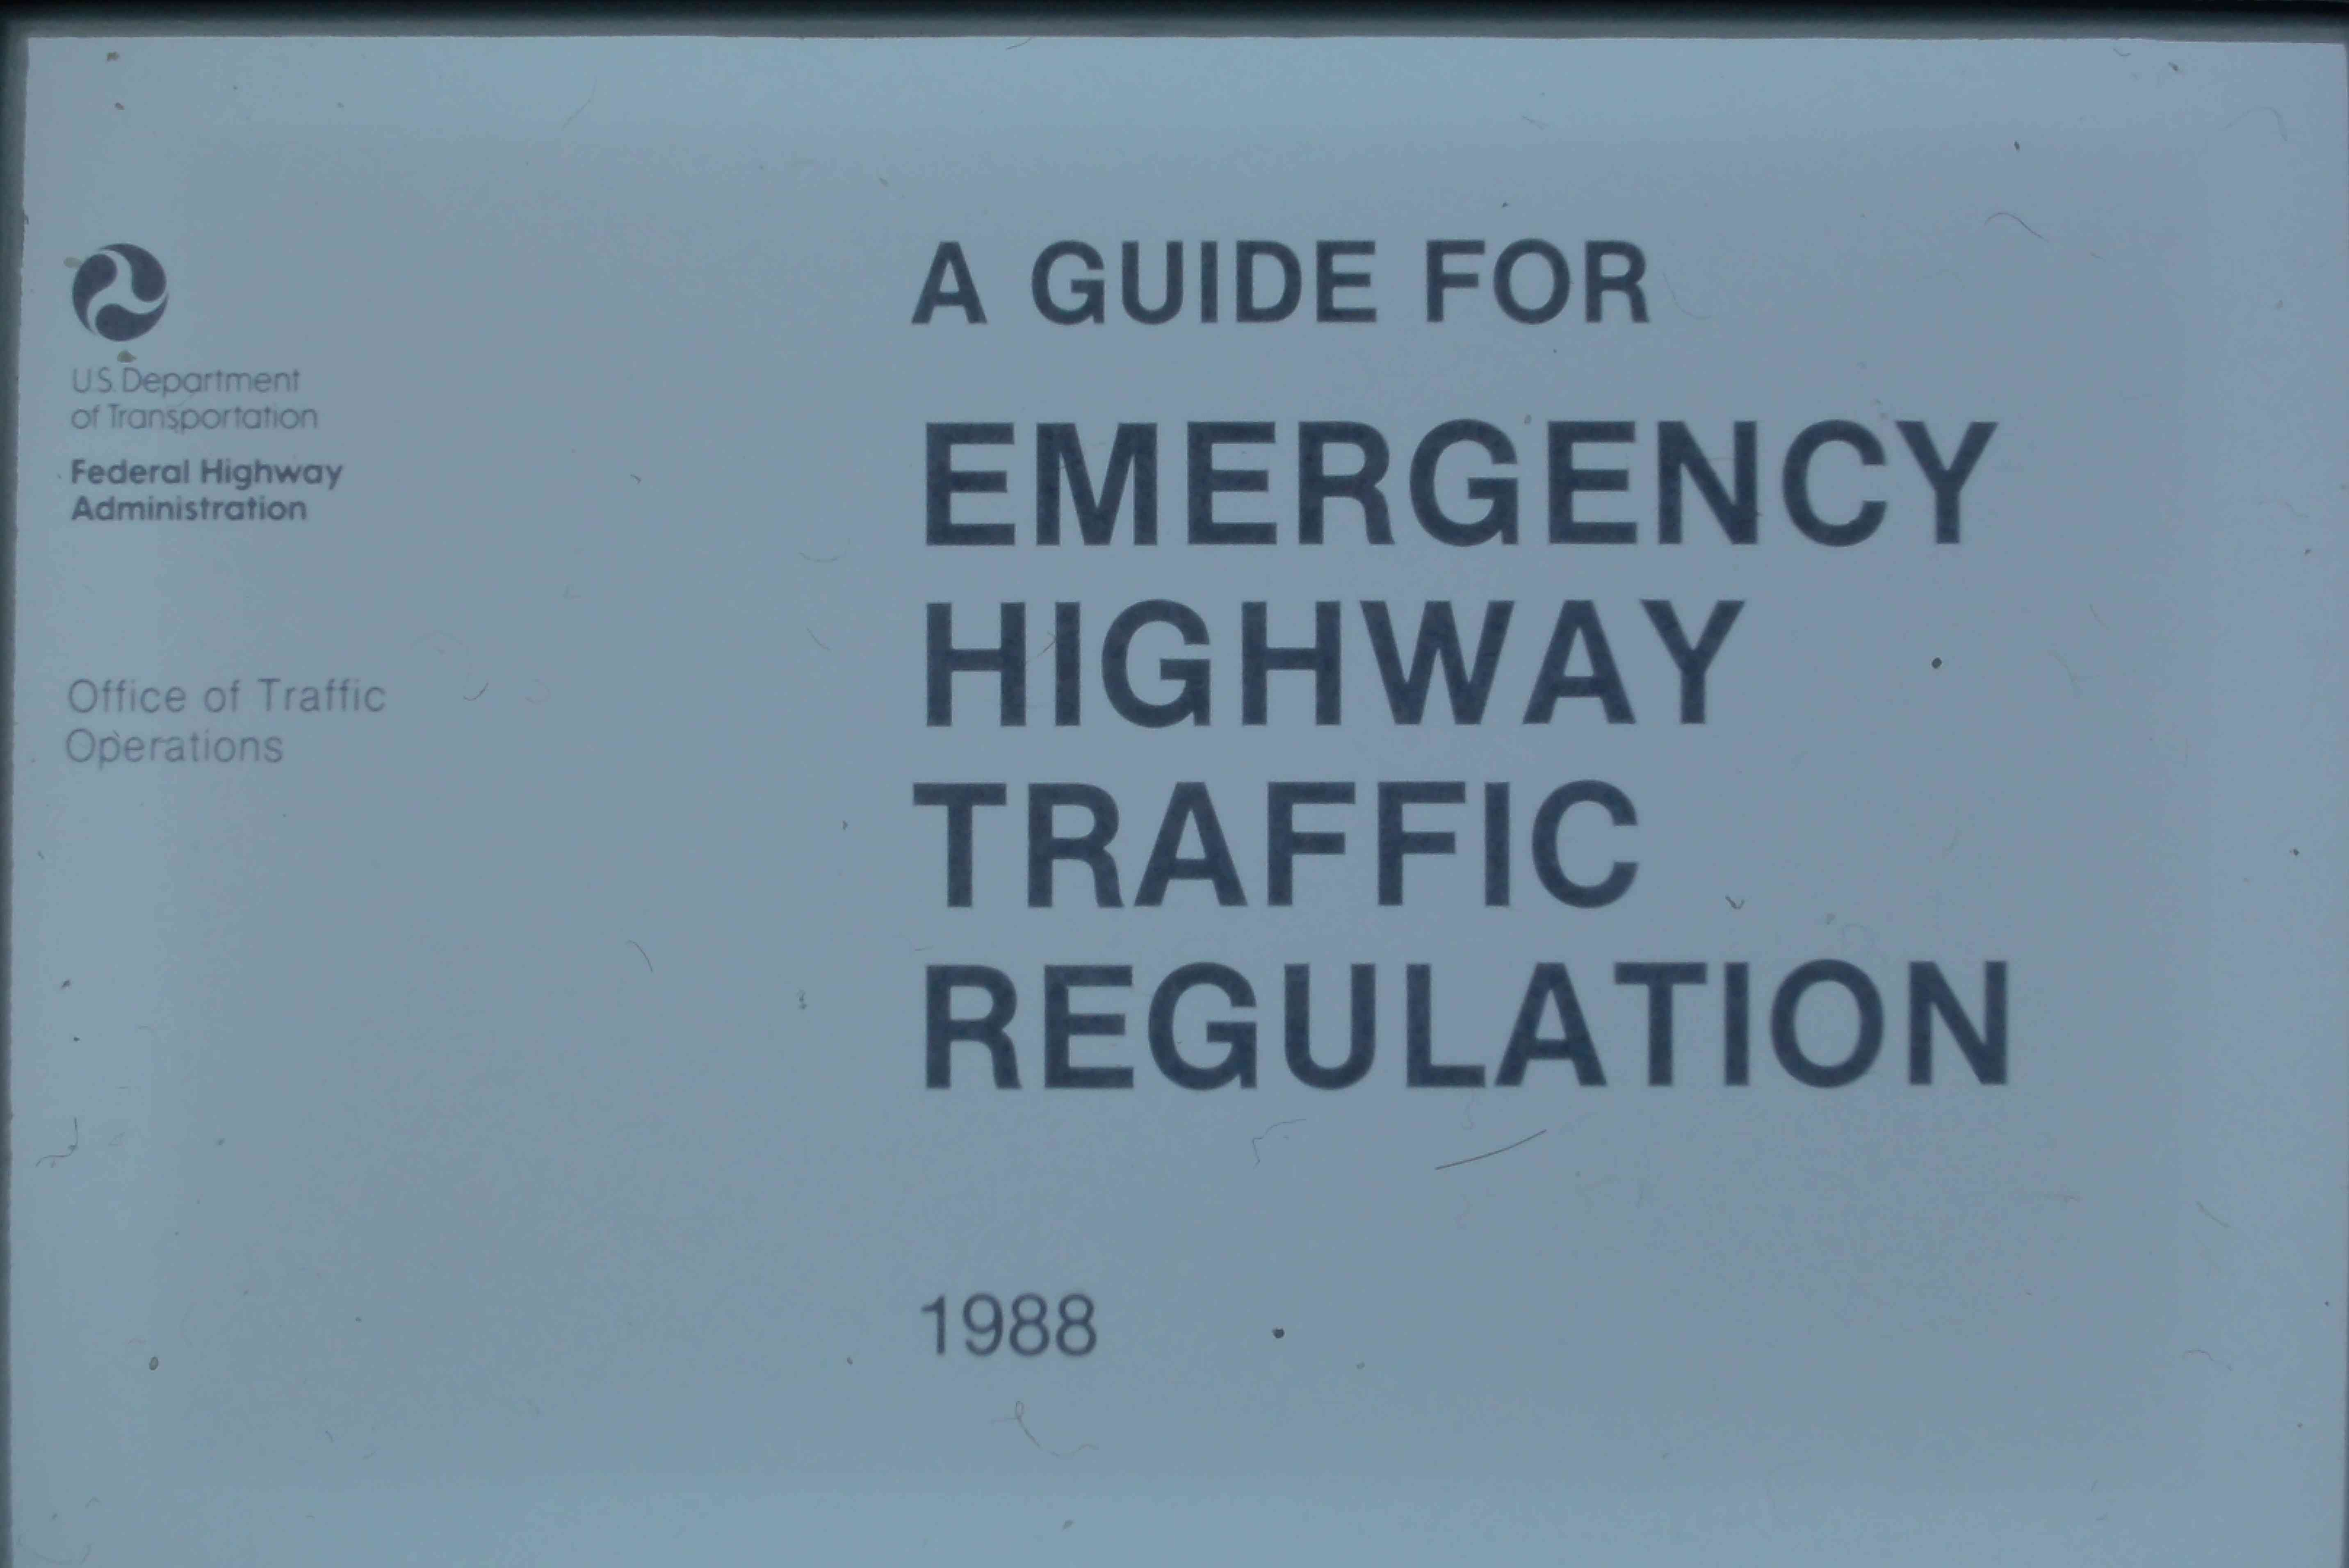 U.S. Department
of Transportation
Federal Highway
Administration
Office of Traffic
Operations
A GUIDE FOR
EMERGENCY
HIGHWAY
TRAFFIC
REGULATION
1988